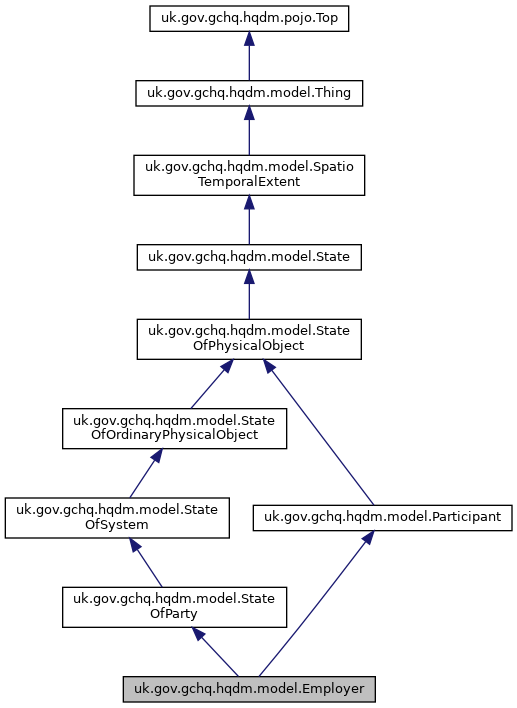 uk.gov.gchq.hqdm.pojo.Top
uk.gov.gchq.hqdm.model.Thing
uk.gov.gchq.hqdm.model.Spatio
TemporalExtent
uk.gov.gchq.hqdm.model.State
uk.gov.gchq.hqdm.model.State
OfPhysicalObject
uk.gov.gchq.hqdm.model.State
OfOrdinaryPhysicalObject
uk.gov.gchq.hqdm.model.State
OfSystem
uk.gov.gchq.hqdm.model.Participant
uk.gov.gchq.hqdm.model.State
OfParty
uk.gov.gchq.hqdm.model.Employer